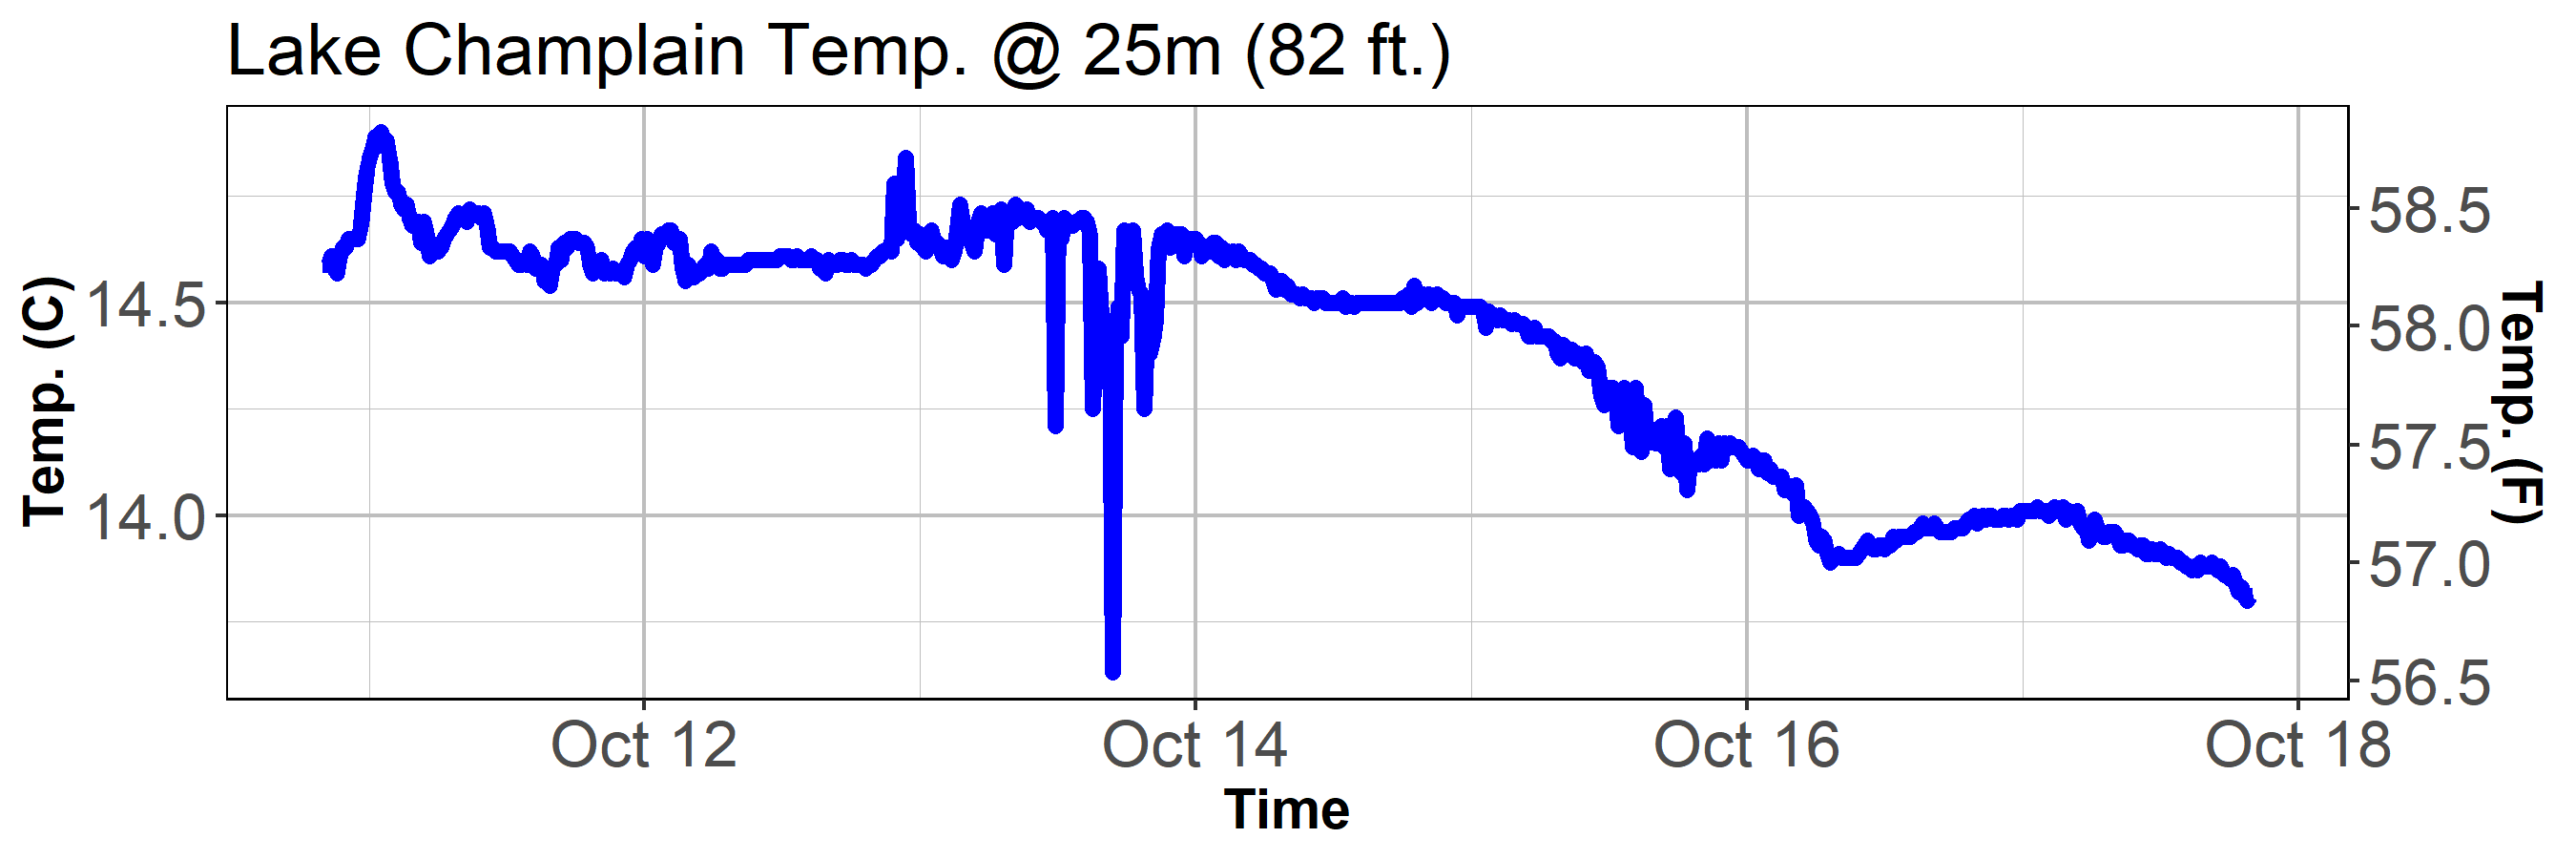 Lake Champlain Temp. @ 25m (82 ft.)
Temp. (C)
14.5
14.0
58.5
58.0
57.5
57.0
56.5
Temp. (F)
Oct 12
Oct 14
Oct 16
Oct 18
Time